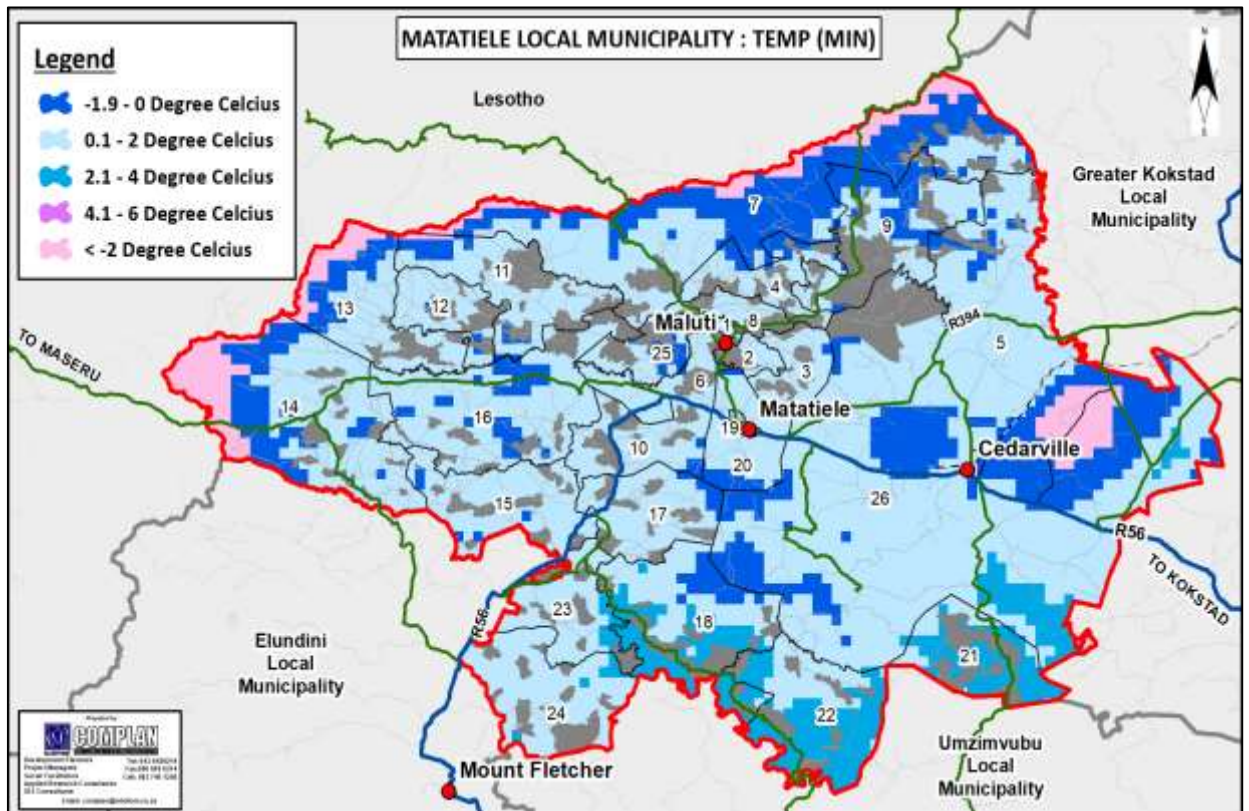 MATATIELE LOCAL MUNICIPALITY : TEMP (MIN)
Legend
-1.9 - 0 Degree Celcius
0.1 - 2 Degree Celcius
2.1 - 4 Degree Celcius
4.1 - 6 Degree Celcius
< -2 Degree Celcius
Lesotho
N
Greater Kokstad
Local
Municipality
7
9
11
4
13
12
8
1
Maluti
R394
5
25
2
3
TO MASERU
6
14
16
Matatiele
19
10
20
Cedarville
26
15
17
R56
TO KOKSTAD
23
18
R56
21
Elundini
Local
Municipality
24
22
Umzimvubu
Local
Municipality
Mount Fletcher
COMPLAN